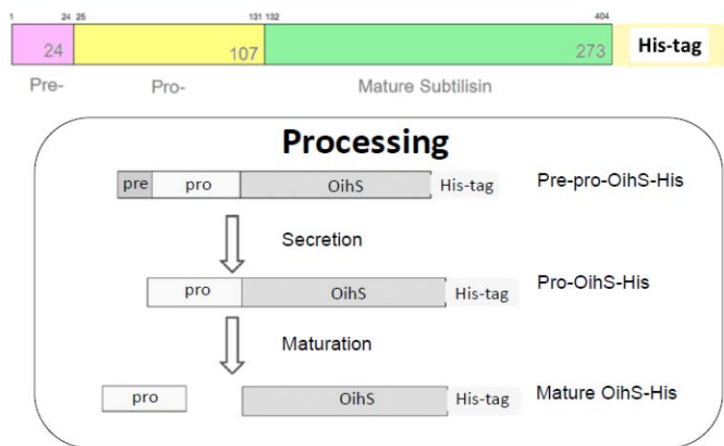 1 24 25 131 132 404
24 107 273 His-tag
Pre- Pro- Mature Subtilisin
Processing
pre pro OihS His-tag Pre-pro-OihS-His
Secretion
pro OihS His-tag Pro-OihS-His
Maturation
pro OihS His-tag Mature OihS-His